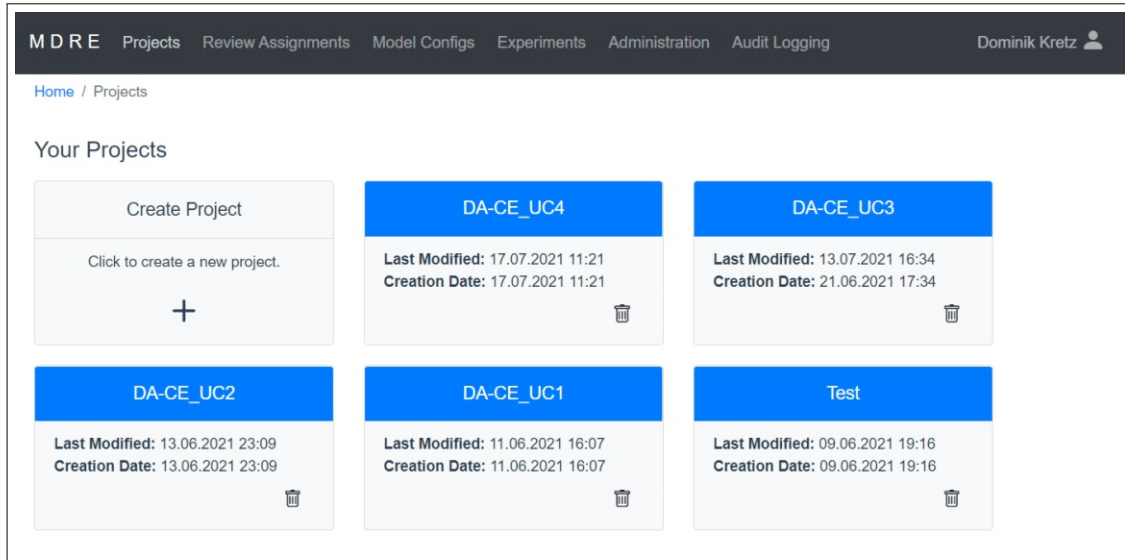 M D R E Projects Review Assignments Model Configs Experiments Administration Audit Logging Dominik Kretz
Home / Projects
Your Projects
Create Project
Click to create a new project.
DA-CE_UC4
Last Modified: 17.07.2021 11:21
Creation Date: 17.07.2021 11:21
DA-CE_UC3
Last Modified: 13.07.2021 16:34
Creation Date: 21.06.2021 17:34
DA-CE_UC2
Last Modified: 13.06.2021 23:09
Creation Date: 13.06.2021 23:09
DA-CE_UC1
Last Modified: 11.06.2021 16:07
Creation Date: 11.06.2021 16:07
Test
Last Modified: 09.06.2021 19:16
Creation Date: 09.06.2021 19:16